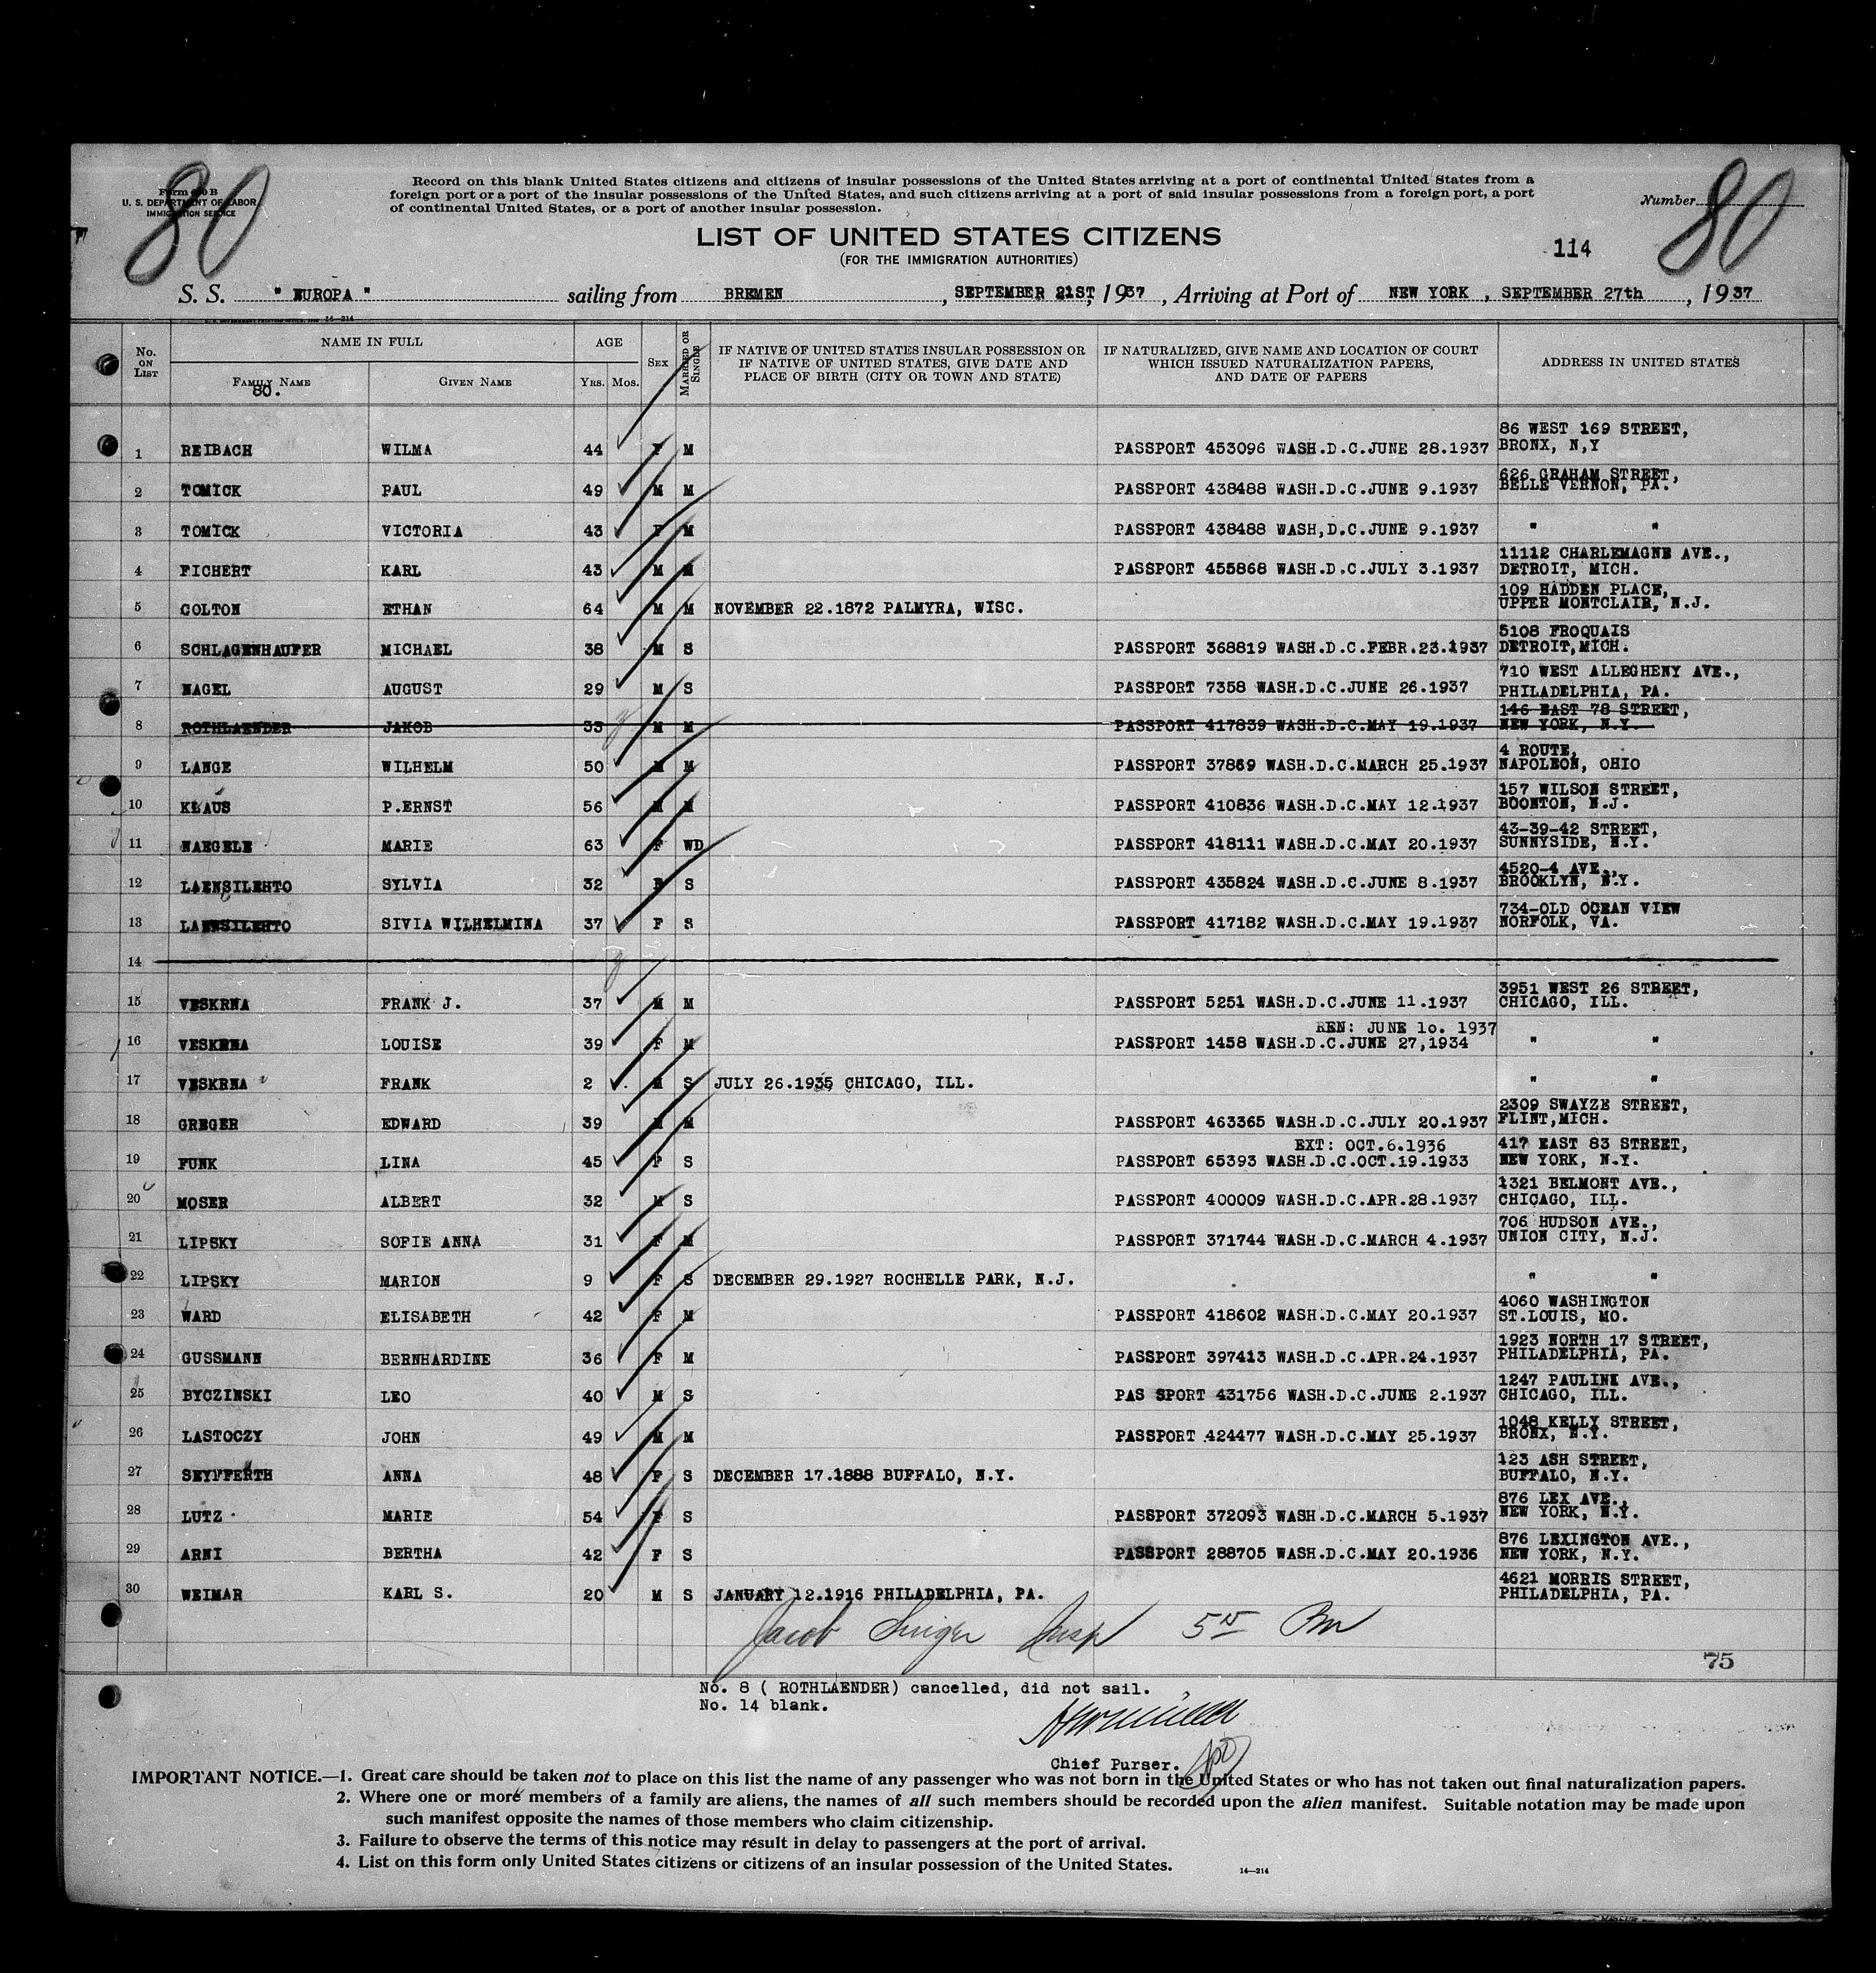 80
80
Form 630 B
U. S. DEPARTMENT OF LABOR
IMMIGRATION SERVICE
Record on this blank United States citizens and citizens of insular possessions of the United States arriving at a port of continental United States from a
foreign port or a port of the insular possessions of the United States, and such citizens arriving at a port of said insular possessions from a foreign port, a port
of continental United States, or a port of another insular possession.
Number
LIST OF UNITED STATES CITIZENS
(FOR THE IMMIGRATION AUTHORITIES)
114
S. S. " EUROPA " sailing from BREMEN, SEPTEMBER 21ST, 1937, Arriving at Port of NEW YORK, SEPTEMBER 27th, 1937
14—214
No. ON LIST NAME IN FULL AGE SEX MARRIED OR SINGLE IF NATIVE OF UNITED STATES INSULAR POSSESSION OR IF NATIVE OF UNITED STATES, GIVE DATE AND PLACE OF BIRTH (CITY OR TOWN AND STATE) IF NATURALIZED, GIVE NAME AND LOCATION OF COURT WHICH ISSUED NATURALIZATION PAPERS, AND DATE OF PAPERS ADDRESS IN UNITED STATES
FAMILY NAME GIVEN NAME YRS. MOS.
80.
1 REIBACH WILMA 44 F M PASSPORT 453096 WASH.D.C.JUNE 28.1937 86 WEST 169 STREET, BRONX, N,Y
2 TOMICK PAUL 49 M M PASSPORT 438488 WASH.D.C.JUNE 9.1937 626 GRAHAM STREET, BELLE VERNON, PA.
3 TOMICK VICTORIA 43 F M PASSPORT 438488 WASH,D.C.JUNE 9.1937 " "
4 FICHERT KARL 43 M M PASSPORT 455868 WASH.D.C.JULY 3.1937 11112 CHARLEMAGNE AVE., DETROIT, MICH.
5 COLTON ETHAN 64 M M NOVEMBER 22.1872 PALMYRA, WISC. 109 HADDEN PLACE, UPPER MONTCLAIR, N.J.
6 SCHLAGENHAUFER MICHAEL 38 M S PASSPORT 368819 WASH.D.C.FEBR.23.1937 5108 FROQUAIS DETROIT,MICH.
7 NAGEL AUGUST 29 M S PASSPORT 7358 WASH.D.C.JUNE 26.1937 710 WEST ALLEGHENY AVE., PHILADELPHIA, PA.
8 ROTHLAENDER JAKOB 33 M M PASSPORT 417839 WASH.D.C.MAY 19.1937 146 EAST 78 STREET, NEW YORK, N.Y.
9 LANGE WILHELM 50 M M PASSPORT 37869 WASH.D.C.MARCH 25.1937 4 ROUTE, NAPOLEON, OHIO
10 KLAUS P.ERNST 56 M M PASSPORT 410836 WASH.D.C.MAY 12.1937 157 WILSON STREET, BOONTON, N.J.
11 NAEGELE MARIE 63 F WD PASSPORT 418111 WASH.D.C.MAY 20.1937 43-39-42 STREET, SUNNYSIDE, N.Y.
12 LAENSILEHTO SYLVIA 32 F S PASSPORT 435824 WASH.D.C.JUNE 8.1937 4520-4 AVE., BROOKLYN, N.Y.
13 LAENSILEHTO SIVIA WILHELMINA 37 F S PASSPORT 417182 WASH.D.C.MAY 19.1937 734-OLD OCEAN VIEW NORFOLK, VA.
14
15 VESKRNA FRANK J. 37 M M PASSPORT 5251 WASH.D.C.JUNE 11.1937 3951 WEST 26 STREET, CHICAGO, ILL.
REN: JUNE 1o. 1937
16 VESKRNA LOUISE 39 F M PASSPORT 1458 WASH.D.C.JUNE 27,1934 " "
17 VESKRNA FRANK 2 M S JULY 26.1935 CHICAGO, ILL. " "
18 GREGER EDWARD 39 M M PASSPORT 463365 WASH.D.C.JULY 20.1937 2309 SWAYZE STREET, FLINT,MICH.
EXT: OCT.6.1936
19 FUNK LINA 45 F S PASSPORT 65393 WASH.D.C.OCT.19.1933 417 EAST 83 STREET, NEW YORK, N.Y.
20 MOSER ALBERT 32 M S PASSPORT 400009 WASH.D.C.APR.28.1937 1321 BELMONT AVE., CHICAGO, ILL.
21 LIPSKY SOFIE ANNA 31 F M PASSPORT 371744 WASH.D.C.MARCH 4.1937 706 HUDSON AVE., UNION CITY, N.J.
22 LIPSKY MARION 9 F S DECEMBER 29.1927 ROCHELLE PARK, N.J. " "
23 WARD ELISABETH 42 F M PASSPORT 418602 WASH.D.C.MAY 20.1937 4060 WASHINGTON ST.LOUIS, MO.
24 GUSSMANN BERNHARDINE 36 F M PASSPORT 397413 WASH.D.C.APR.24.1937 1923 NORTH 17 STREET, PHILADELPHIA, PA.
25 BYCZINSKI LEO 40 M S PAS SPORT 431756 WASH.D.C.JUNE 2.1937 1247 PAULINE AVE., CHICAGO, ILL.
26 LASTOCZY JOHN 49 M M PASSPORT 424477 WASH.D.C.MAY 25.1937 1048 KELLY STREET, BRONX, N.Y.
27 SEYFFERTH ANNA 48 F S DECEMBER 17.1888 BUFFALO, N.Y. 123 ASH STREET, BUFFALO, N.Y.
28 LUTZ MARIE 54 F S PASSPORT 372093 WASH.D.C.MARCH 5.1937 876 LEX AVE., NEW YORK, N.Y.
29 ARNI BERTHA 42 F S PASSPORT 288705 WASH.D.C.MAY 20.1936 876 LEXINGTON AVE., NEW YORK, N.Y.
30 WEIMAR KARL S. 20 M S JANUARY 12.1916 PHILADELPHIA, PA. 4621 MORRIS STREET, PHILADELPHIA, PA.
Jacob Insp
75
No. 8 ( ROTHLAENDER) cancelled, did not sail.
No. 14 blank.
Chief Purser.
IMPORTANT NOTICE.—1. Great care should be taken not to place on this list the name of any passenger who was not born in the United States or who has not taken out final naturalization papers.
2. Where one or more members of a family are aliens, the names of all such members should be recorded upon the alien manifest. Suitable notation may be made upon
such manifest opposite the names of those members who claim citizenship.
3. Failure to observe the terms of this notice may result in delay to passengers at the port of arrival.
4. List on this form only United States citizens or citizens of an insular possession of the United States.
14—214